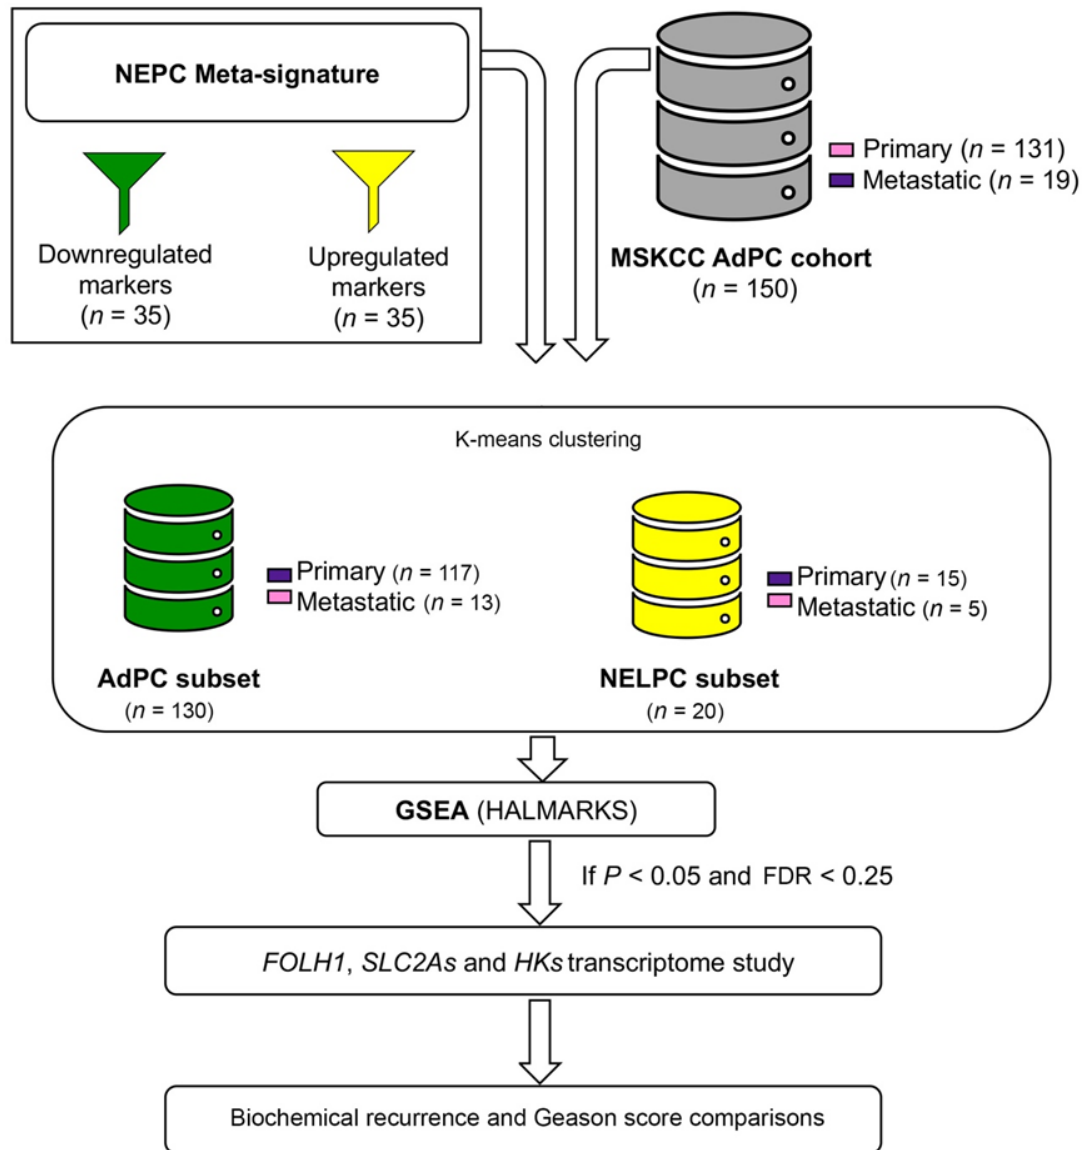 NEPC Meta-signature
Downregulated
markers
(n = 35)
Upregulated
markers
(n = 35)
Primary (n = 131)
Metastatic (n = 19)
MSKCC AdPC cohort
(n = 150)
K-means clustering
Primary (n = 117)
Metastatic (n = 13)
AdPC subset
(n = 130)
Primary (n = 15)
Metastatic (n = 5)
NELPC subset
(n = 20)
GSEA (HALMARKS)
If P < 0.05 and FDR < 0.25
FOLH1, SLC2As and HKs transcriptome study
Biochemical recurrence and Geason score comparisons